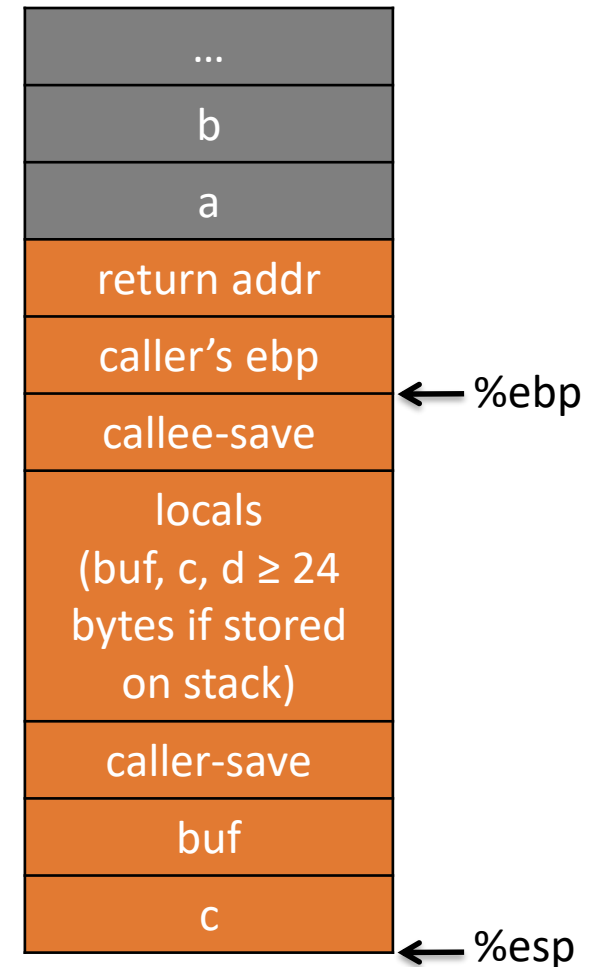 …
b
a
return addr
caller’s ebp
%ebp
callee-save
locals
(buf, c, d ≥ 24
bytes if stored
on stack)
caller-save
buf
c
%esp